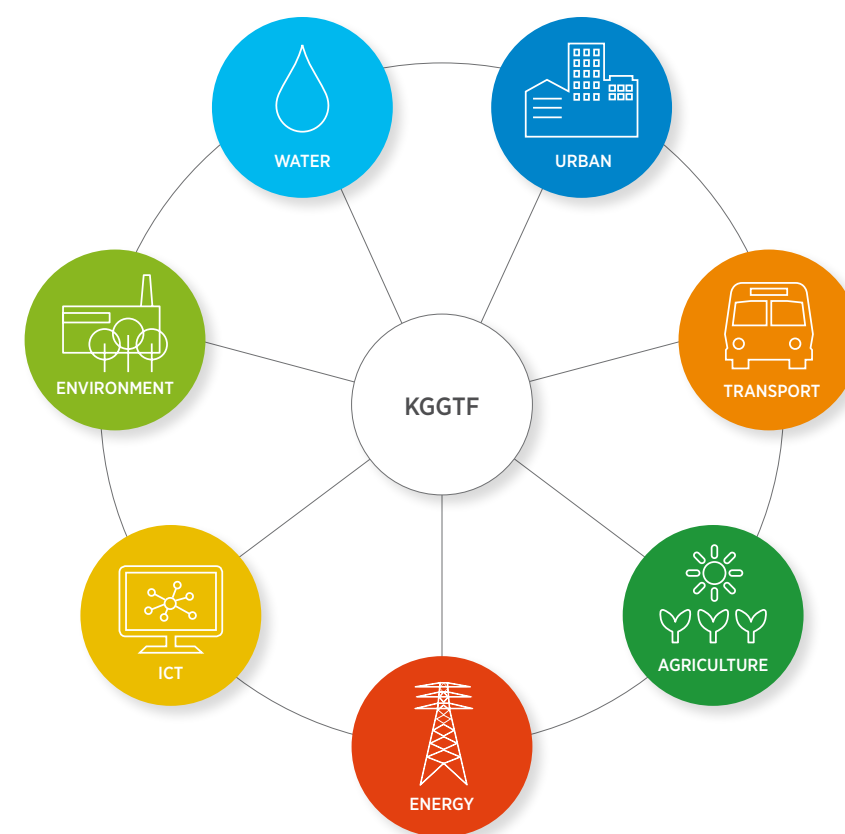 WATER
URBAN
ENVIRONMENT
TRANSPORT
KGGTF
ICT
AGRICULTURE
ENERGY